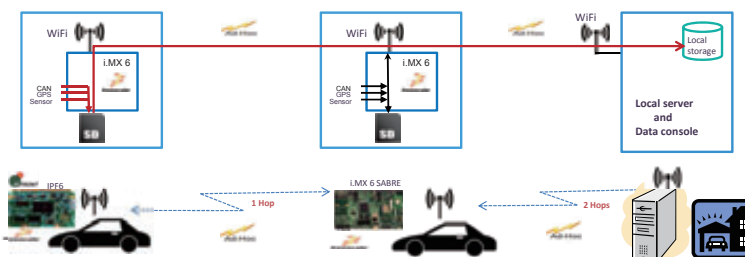 WiFi
i.MX 6
CAN
GPS
Sensor
SD
WiFi
i.MX 6
CAN
GPS
Sensor
SD
WiFi
Local
storage
Local server
and
Data console
IPF6
1 Hop
i.MX 6 SABRE
2 Hops